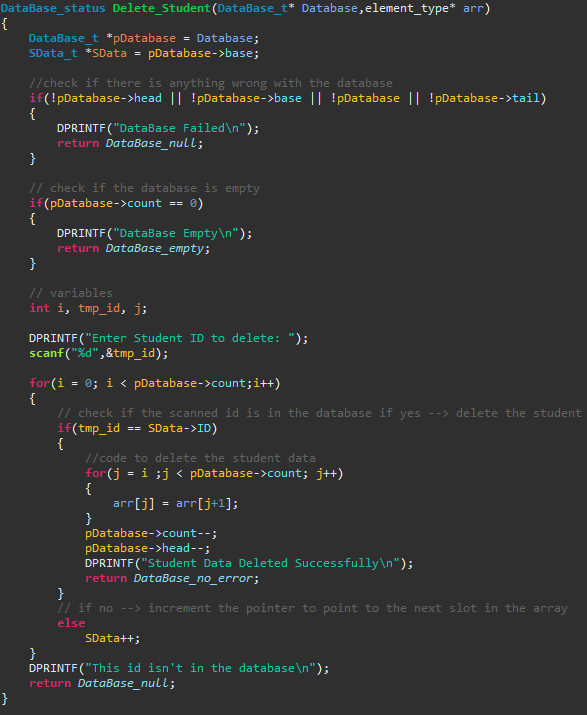 DataBase_status Delete_Student(DataBase_t* Database,element_type* arr)
{
    DataBase_t *pDatabase = Database;
    SData_t *SData = pDatabase->base;

    //check if there is anything wrong with the database
    if(!pDatabase->head || !pDatabase->base || !pDatabase || !pDatabase->tail)
    {
        DPRINTF("DataBase Failed\n");
        return DataBase_null;
    }

    // check if the database is empty
    if(pDatabase->count == 0)
    {
        DPRINTF("DataBase Empty\n");
        return DataBase_empty;
    }

    // variables
    int i, tmp_id, j;

    DPRINTF("Enter Student ID to delete: ");
    scanf("%d",&tmp_id);

    for(i = 0; i < pDatabase->count;i++)
    {
        // check if the scanned id is in the database if yes --> delete the student
        if(tmp_id == SData->ID)
        {
            //code to delete the student data
            for(j = i ;j < pDatabase->count; j++)
            {
                arr[j] = arr[j+1];
            }
            pDatabase->count--;
            pDatabase->head--;
            DPRINTF("Student Data Deleted Successfully\n");
            return DataBase_no_error;
        }
        // if no --> increment the pointer to point to the next slot in the array
        else
            SData++;
    }
    DPRINTF("This id isn't in the database\n");
    return DataBase_null;
}